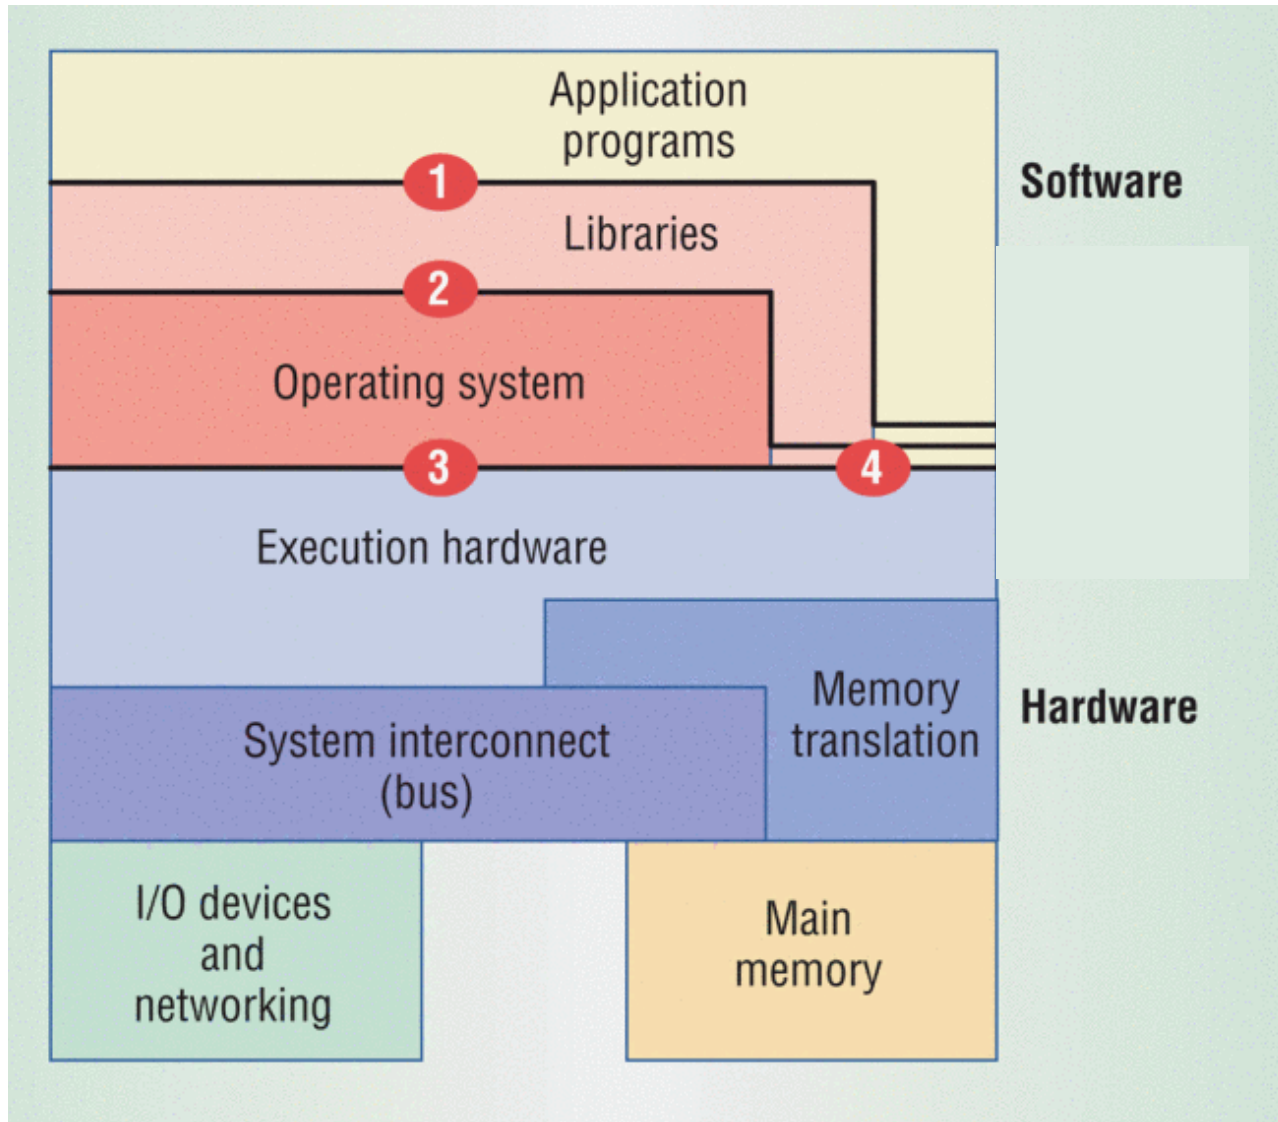 Application
programs
1
Software
Libraries
2
Operating system
3
4
Execution hardware
Memory
translation
Hardware
System interconnect
(bus)
I/O devices
and
networking
Main
memory